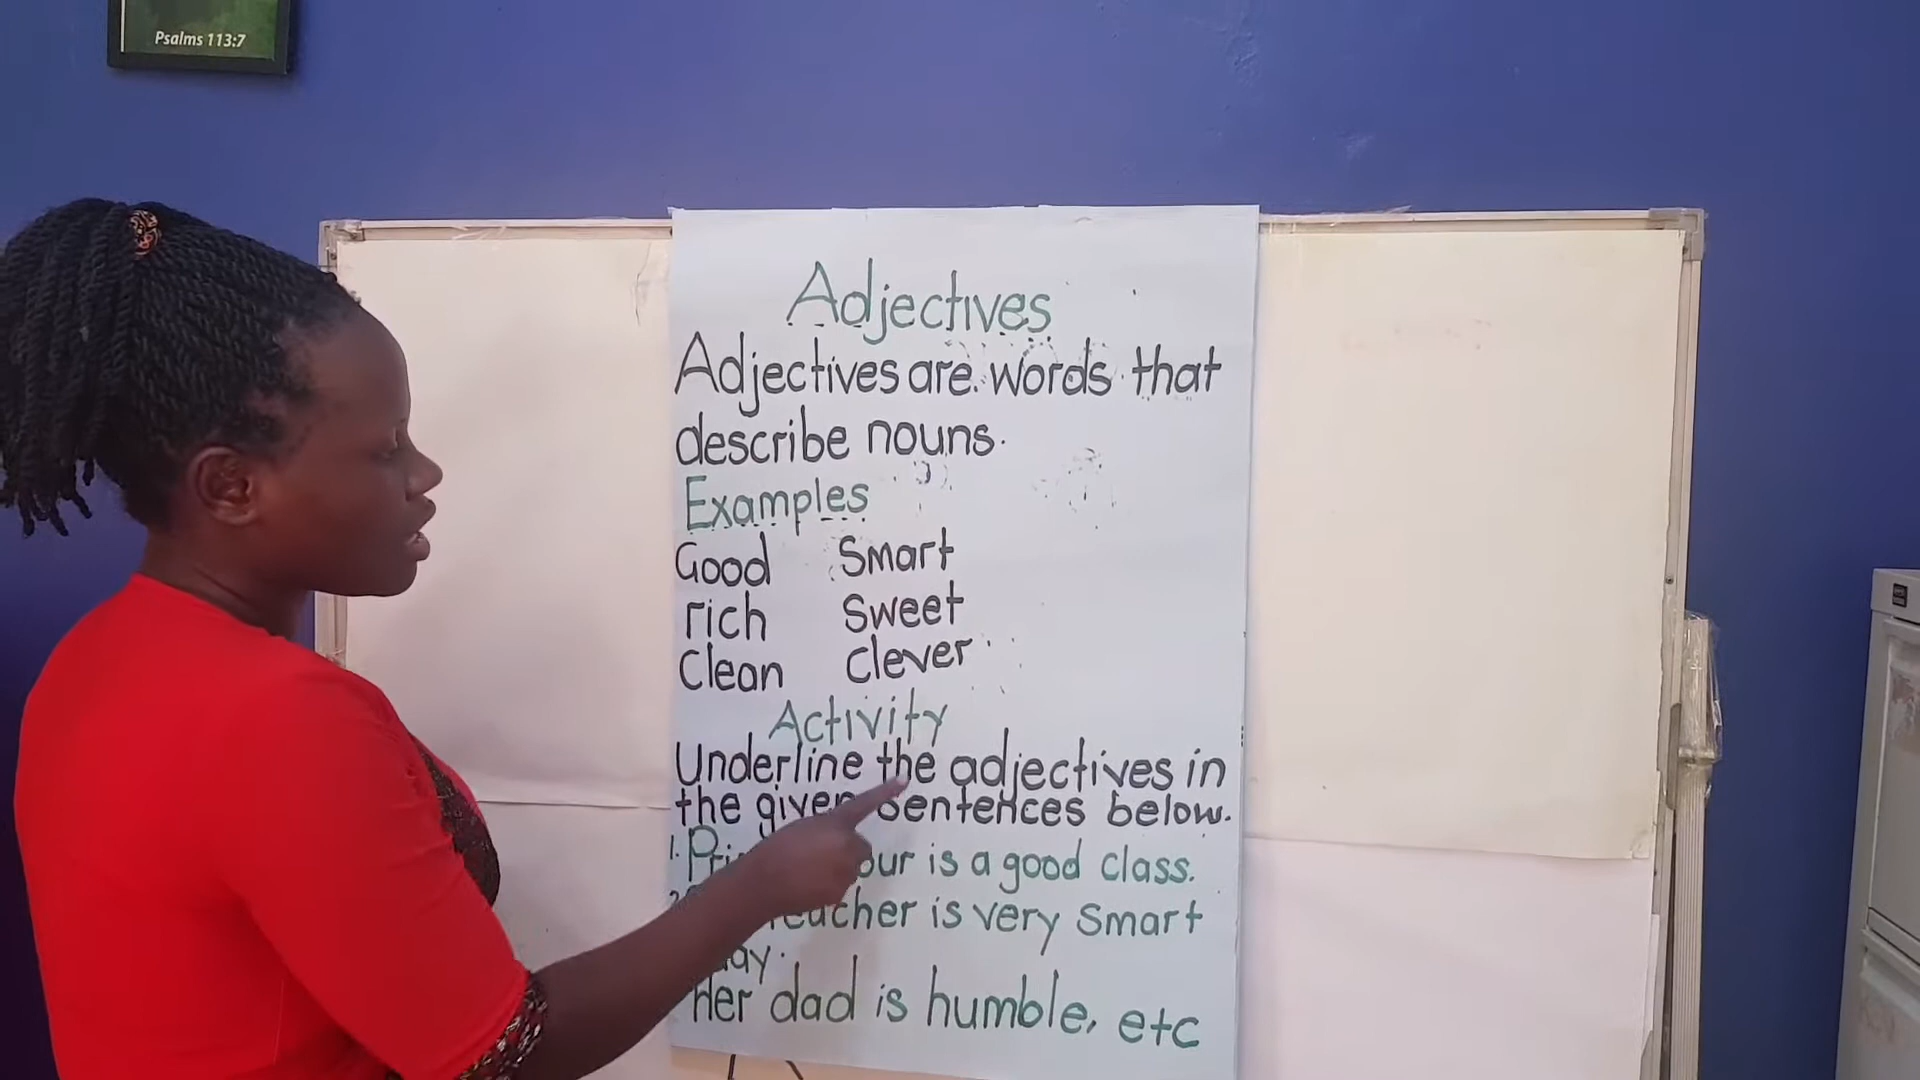 Psalms 113:7
Adjectives
Adjectives are words that
describe nouns.
Examples
Good Smart
rich Sweet
Clean Clever
Activity
Underline the adjectives in
the given sentences below.
1. is a good class.
is very smart
her dad is humble, etc